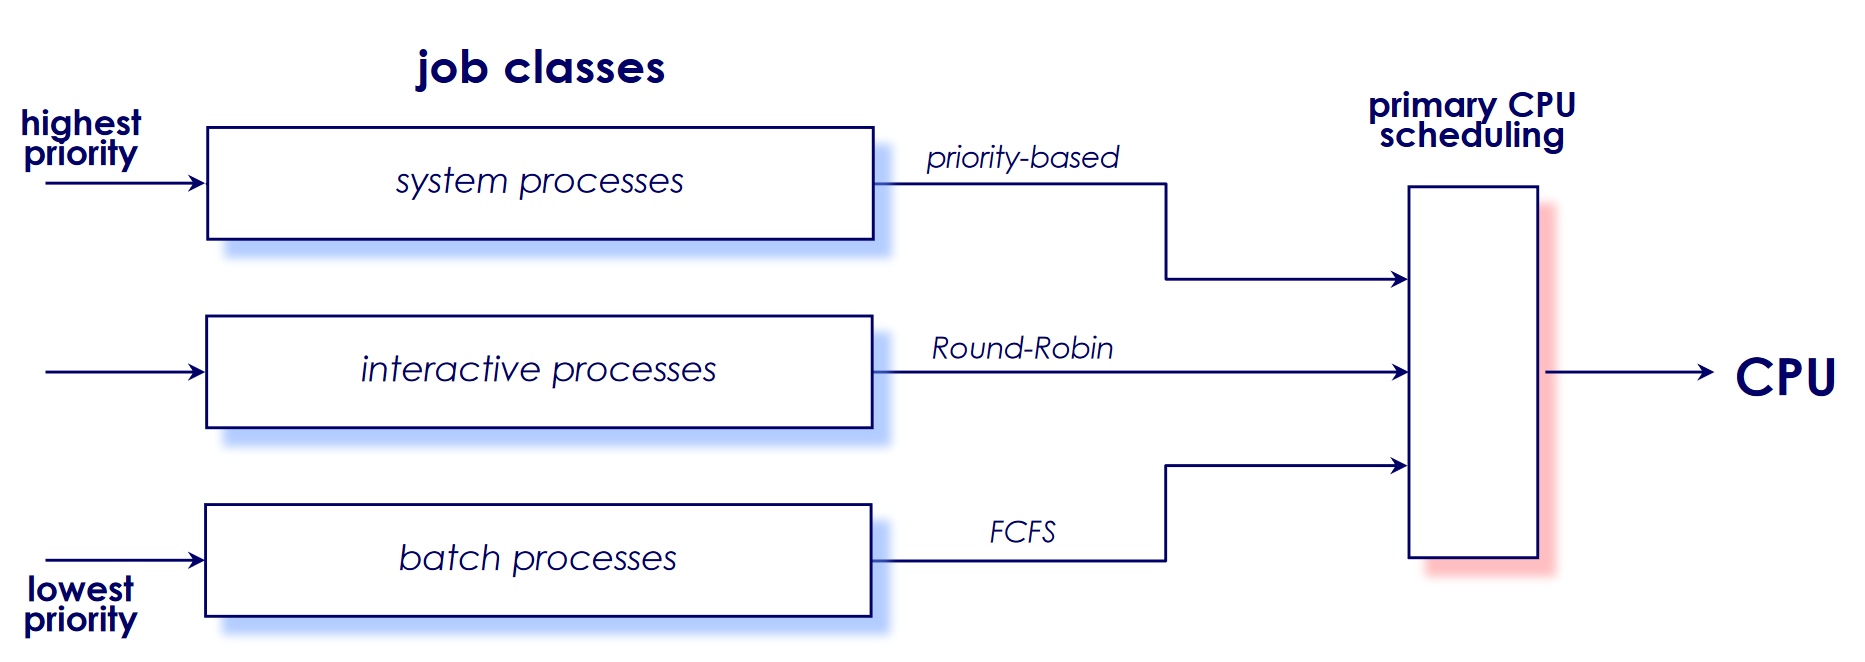 job classes
highest
priority
system processes
priority-based
primary CPU
scheduling
interactive processes
Round-Robin
CPU
batch processes
FCFS
lowest
priority